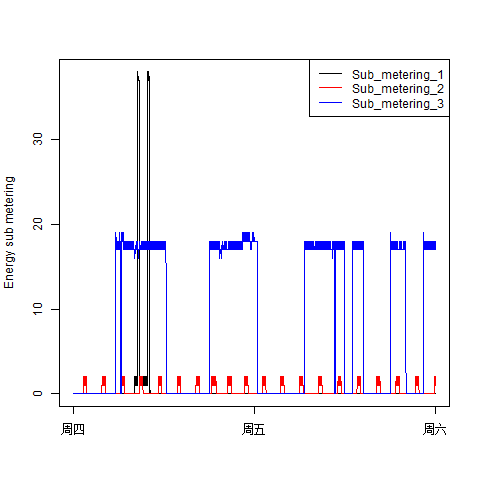 Sub_metering_1
Sub_metering_2
Sub_metering_3
Energy sub metering
30
20
10
0
周四 周五 周六